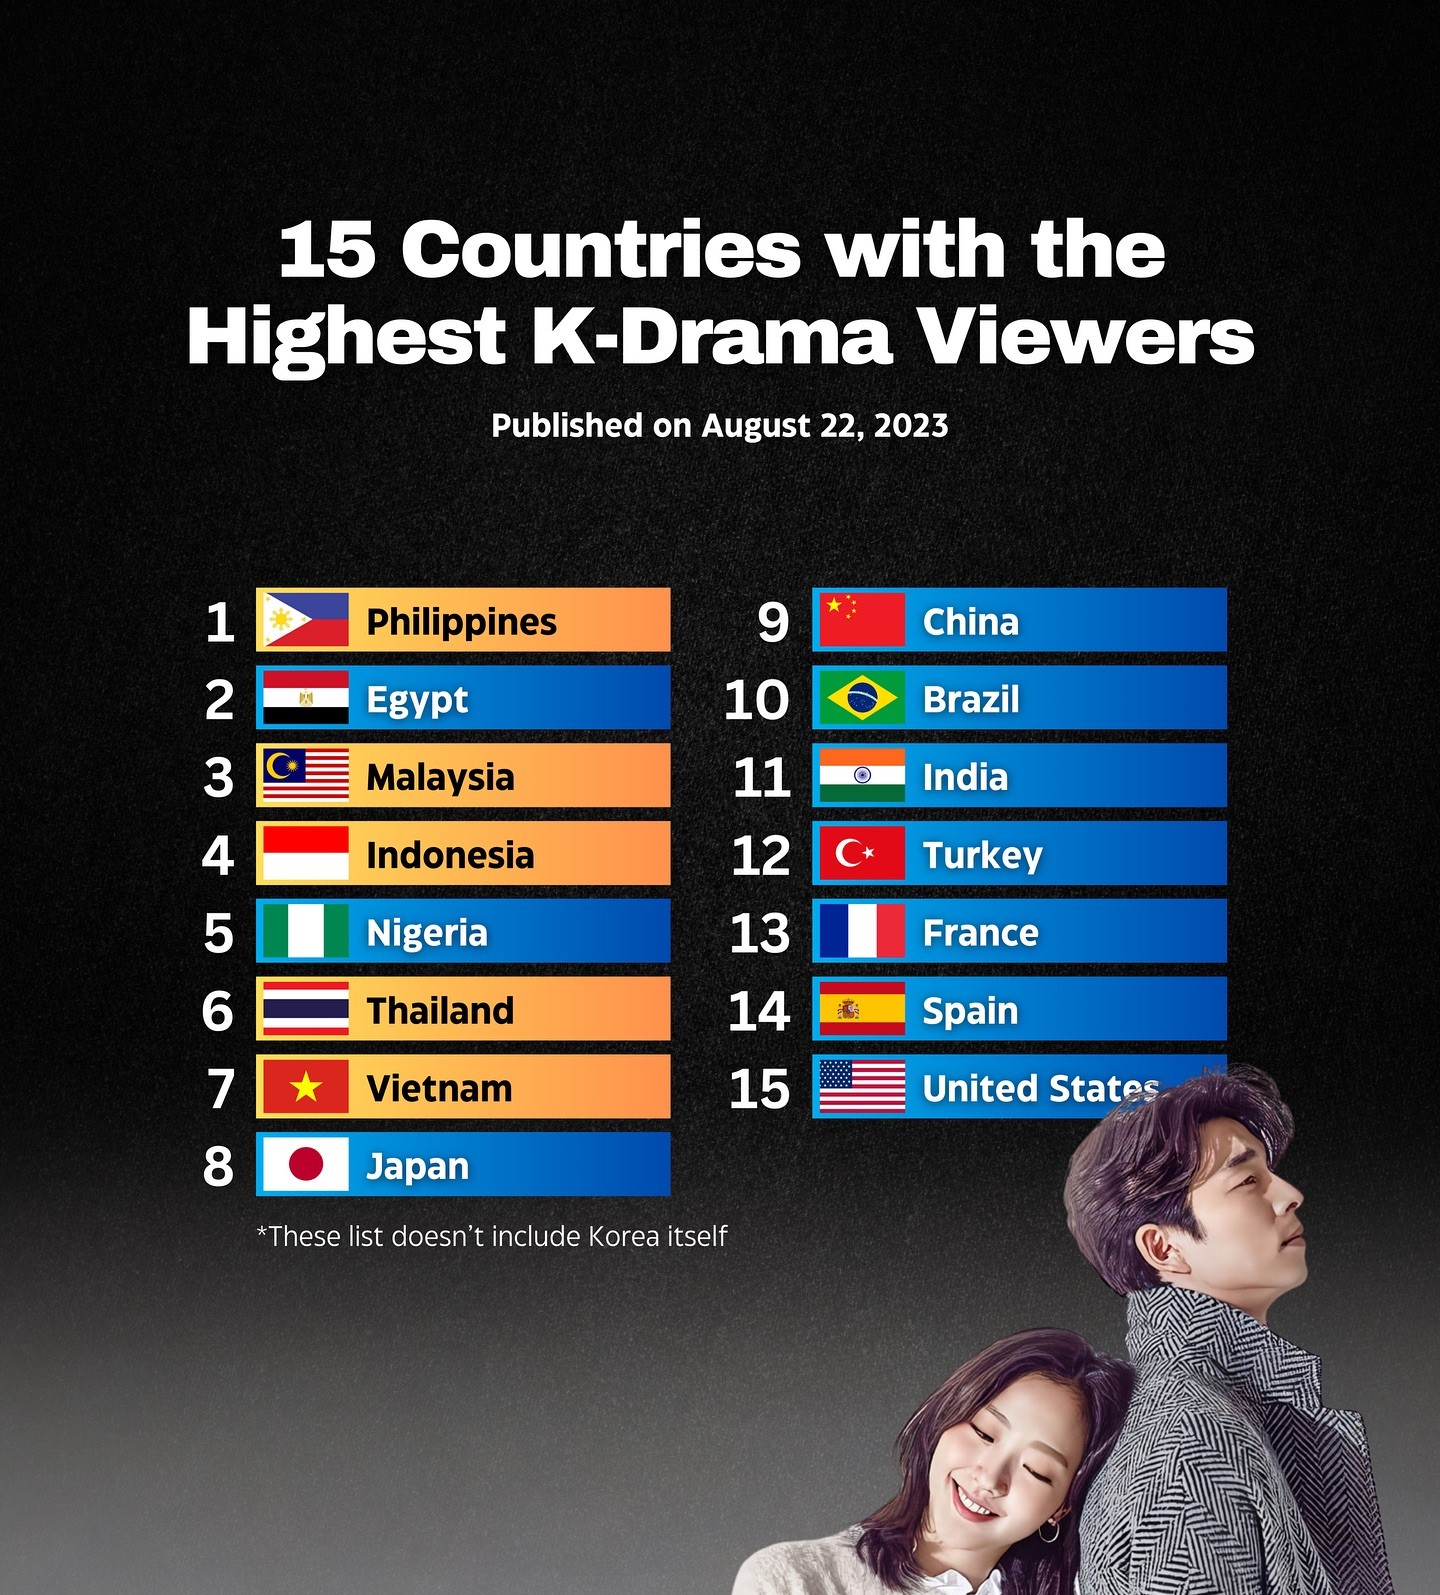 15 Countries with the
Highest K-Drama Viewers
Published on August 22, 2023
1 Philippines
2 Egypt
3 Malaysia
4 Indonesia
5 Nigeria
6 Thailand
7 Vietnam
8 Japan
9 China
10 Brazil
11 India
12 Turkey
13 France
14 Spain
15 United States
*These list doesn't include Korea itself